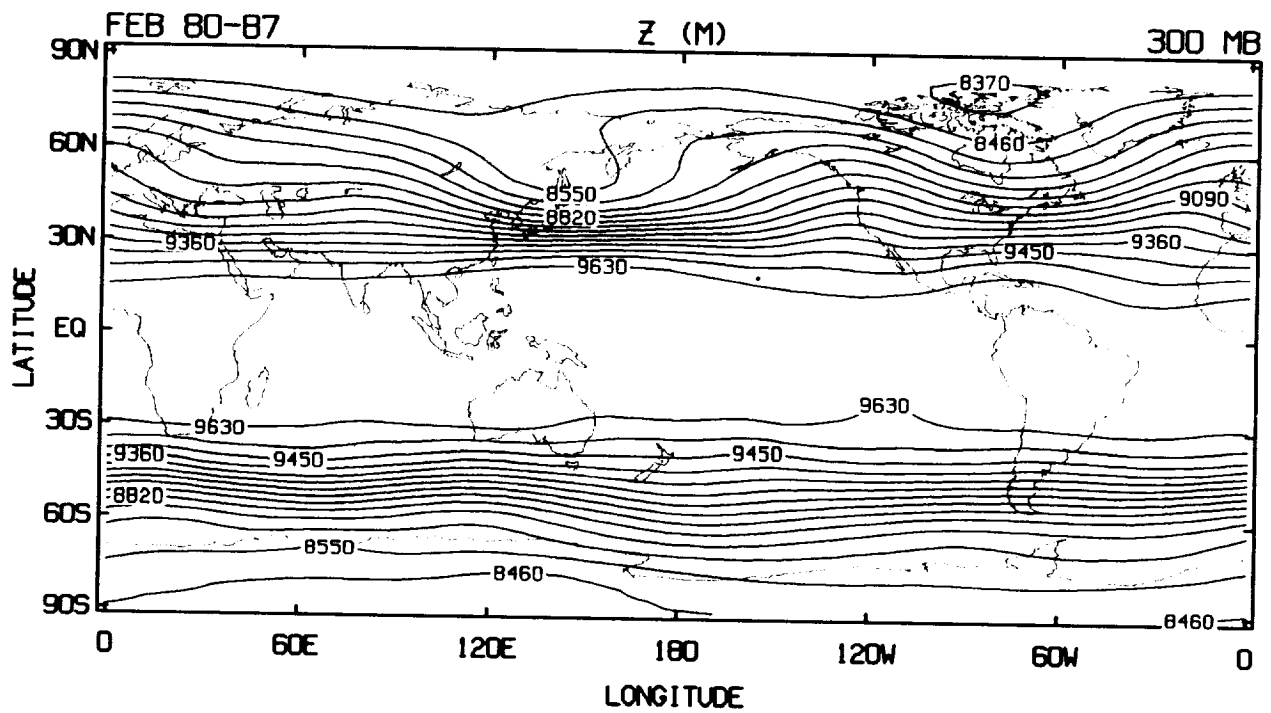 FEB 80-87 Z (M) 300 MB
90N
8370
60N
8460
8550
9090
8820
30N 9360 9450 9360
9630
EQ
LATITUDE
30S 9630 9630
9360 9450 9450
8820
60S
8550
8460
90S 8460
0 60E 120E 180 120W 60W 0
LONGITUDE